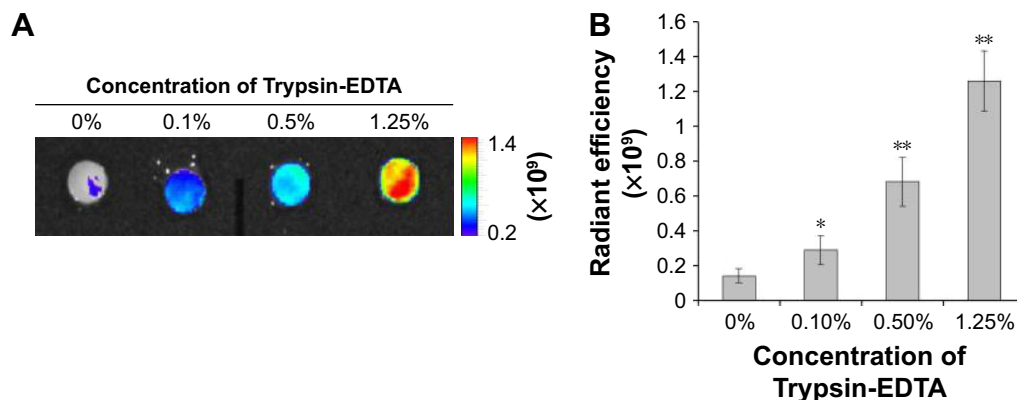 A
Concentration of Trypsin-EDTA
0% 0.1% 0.5% 1.25%
1.4
(×10⁹)
0.2
B
Radiant efficiency
(×10⁹)
1.6
1.4
1.2
1
0.8
0.6
0.4
0.2
0
*
**
**
0% 0.10% 0.50% 1.25%
Concentration of
Trypsin-EDTA